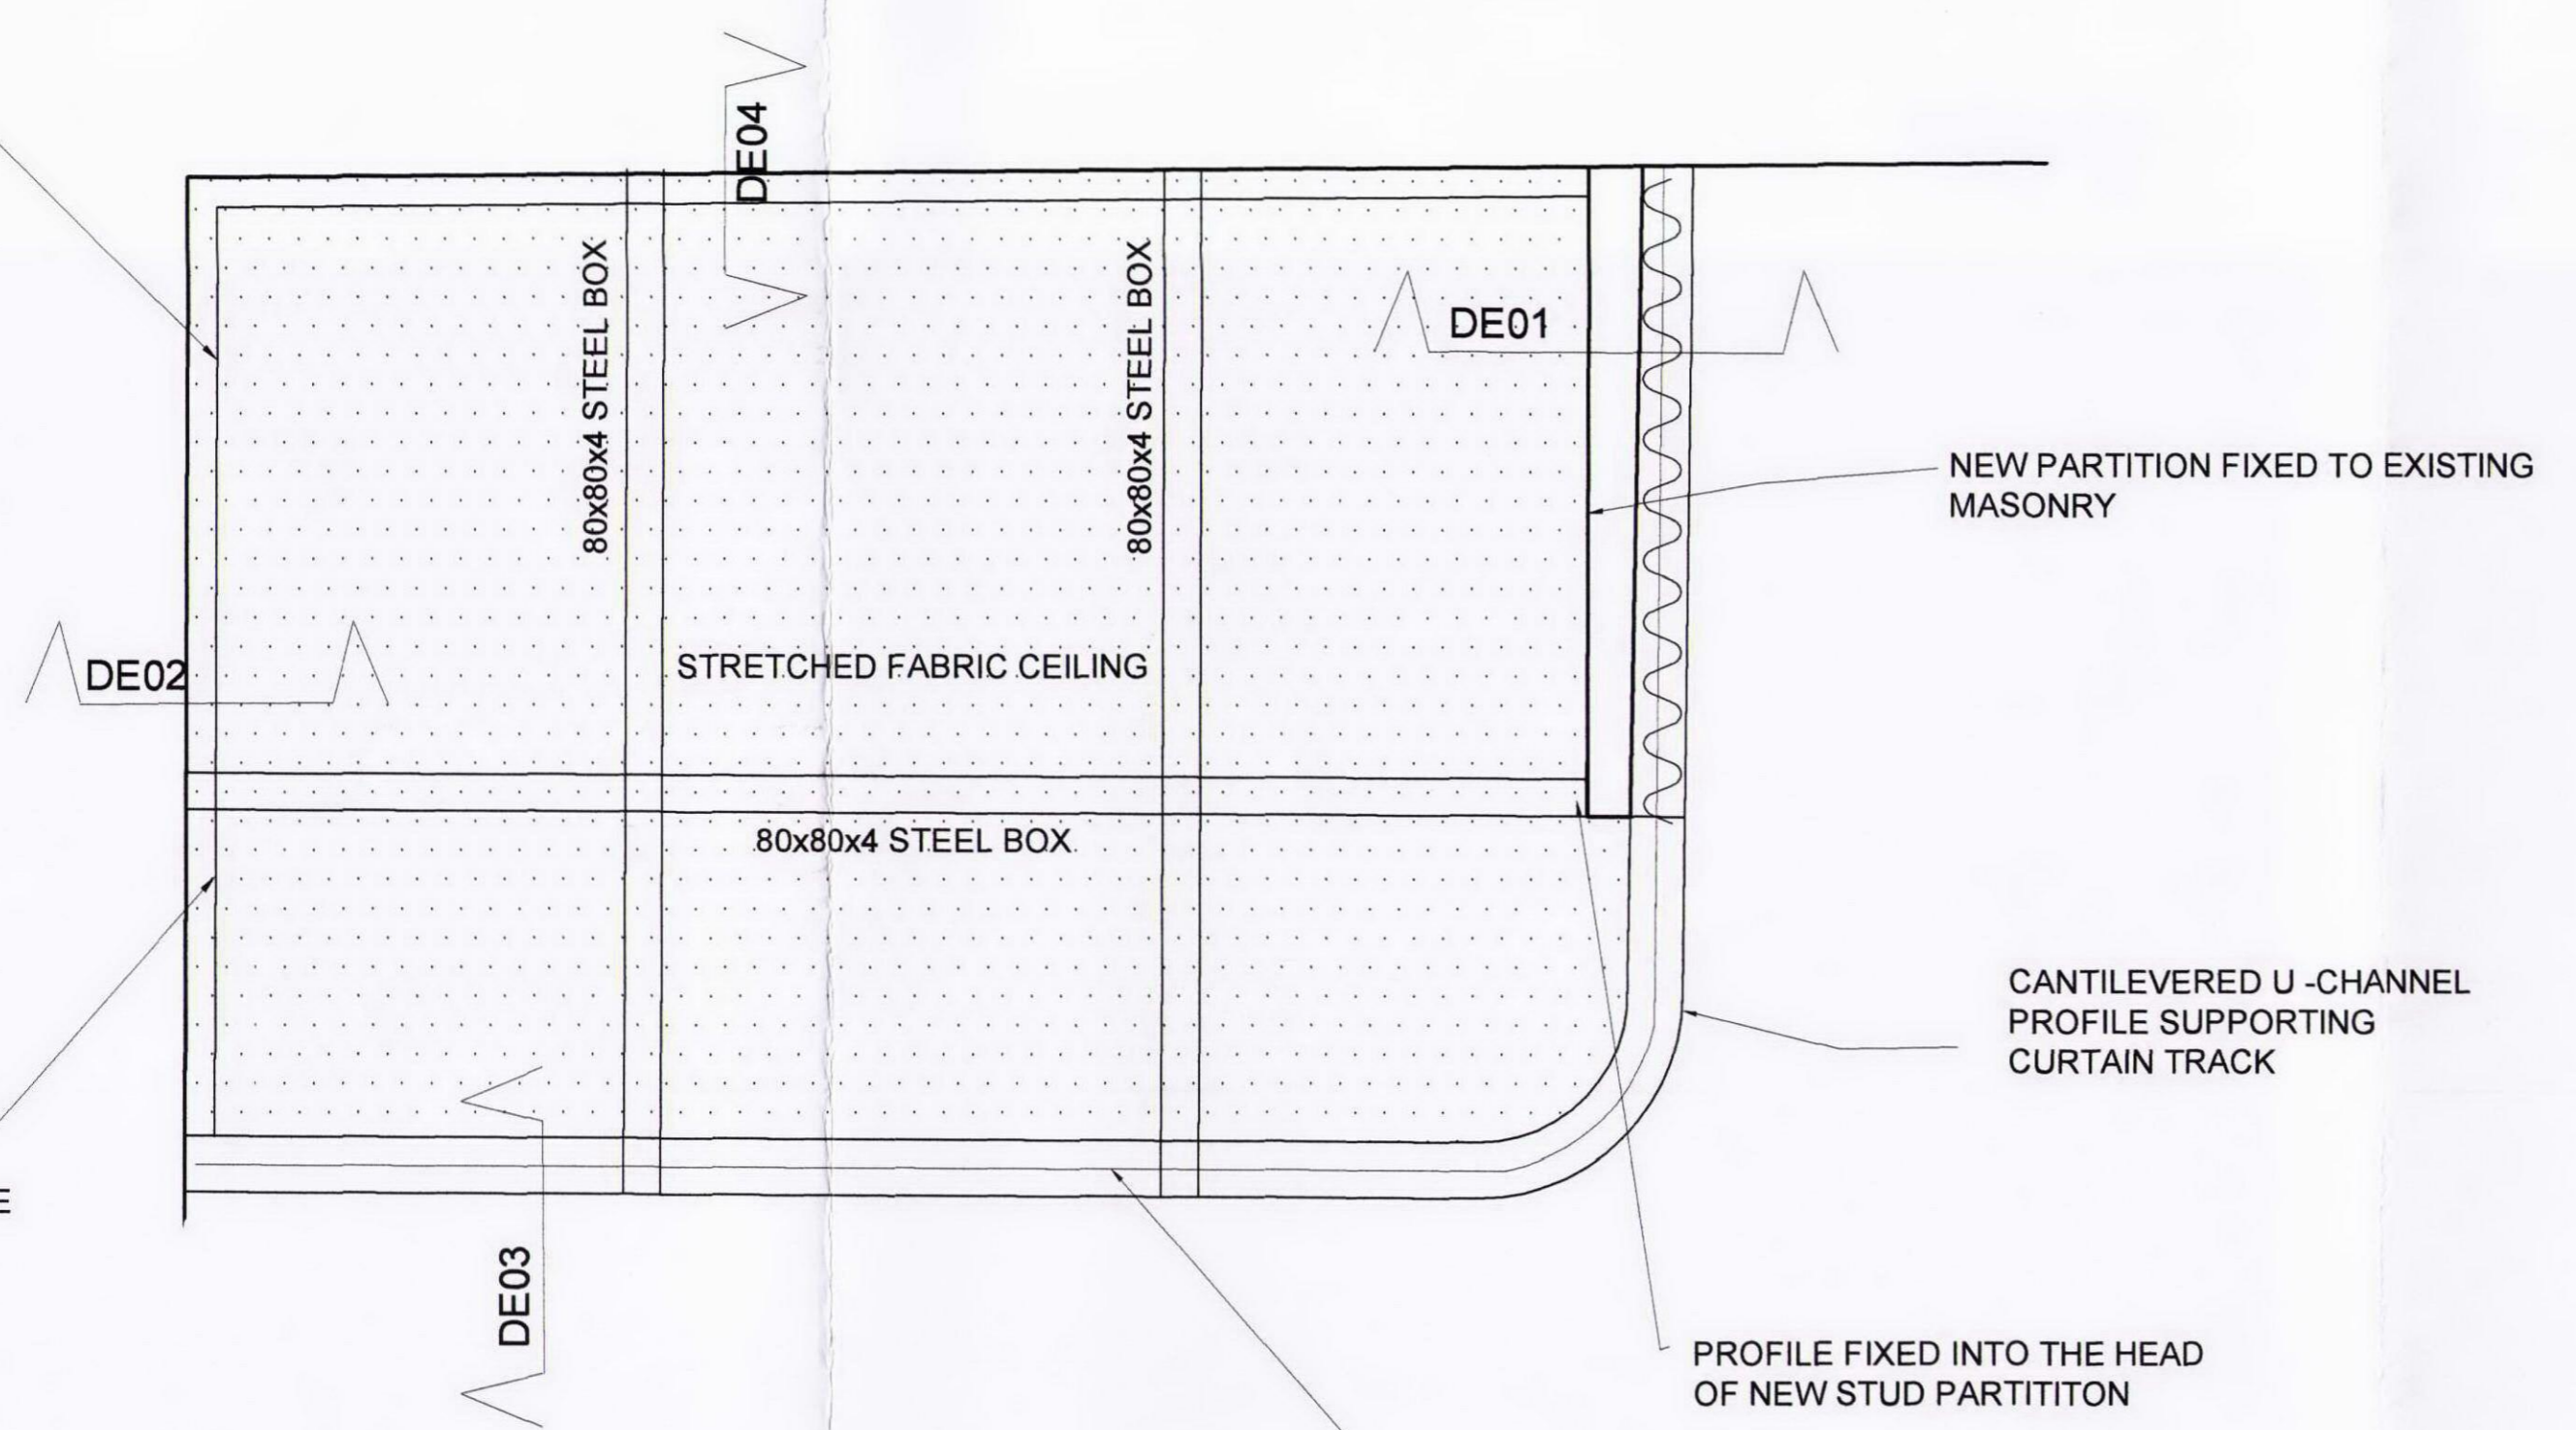 DE04
80x80x4 STEEL BOX
80x80x4 STEEL BOX
DE01
NEW PARTITION FIXED TO EXISTING
MASONRY
DE02
STRETCHED FABRIC CEILING
80x80x4 STEEL BOX
CANTILEVERED U -CHANNEL
PROFILE SUPPORTING
CURTAIN TRACK
E
DE03
PROFILE FIXED INTO THE HEAD
OF NEW STUD PARTITITON